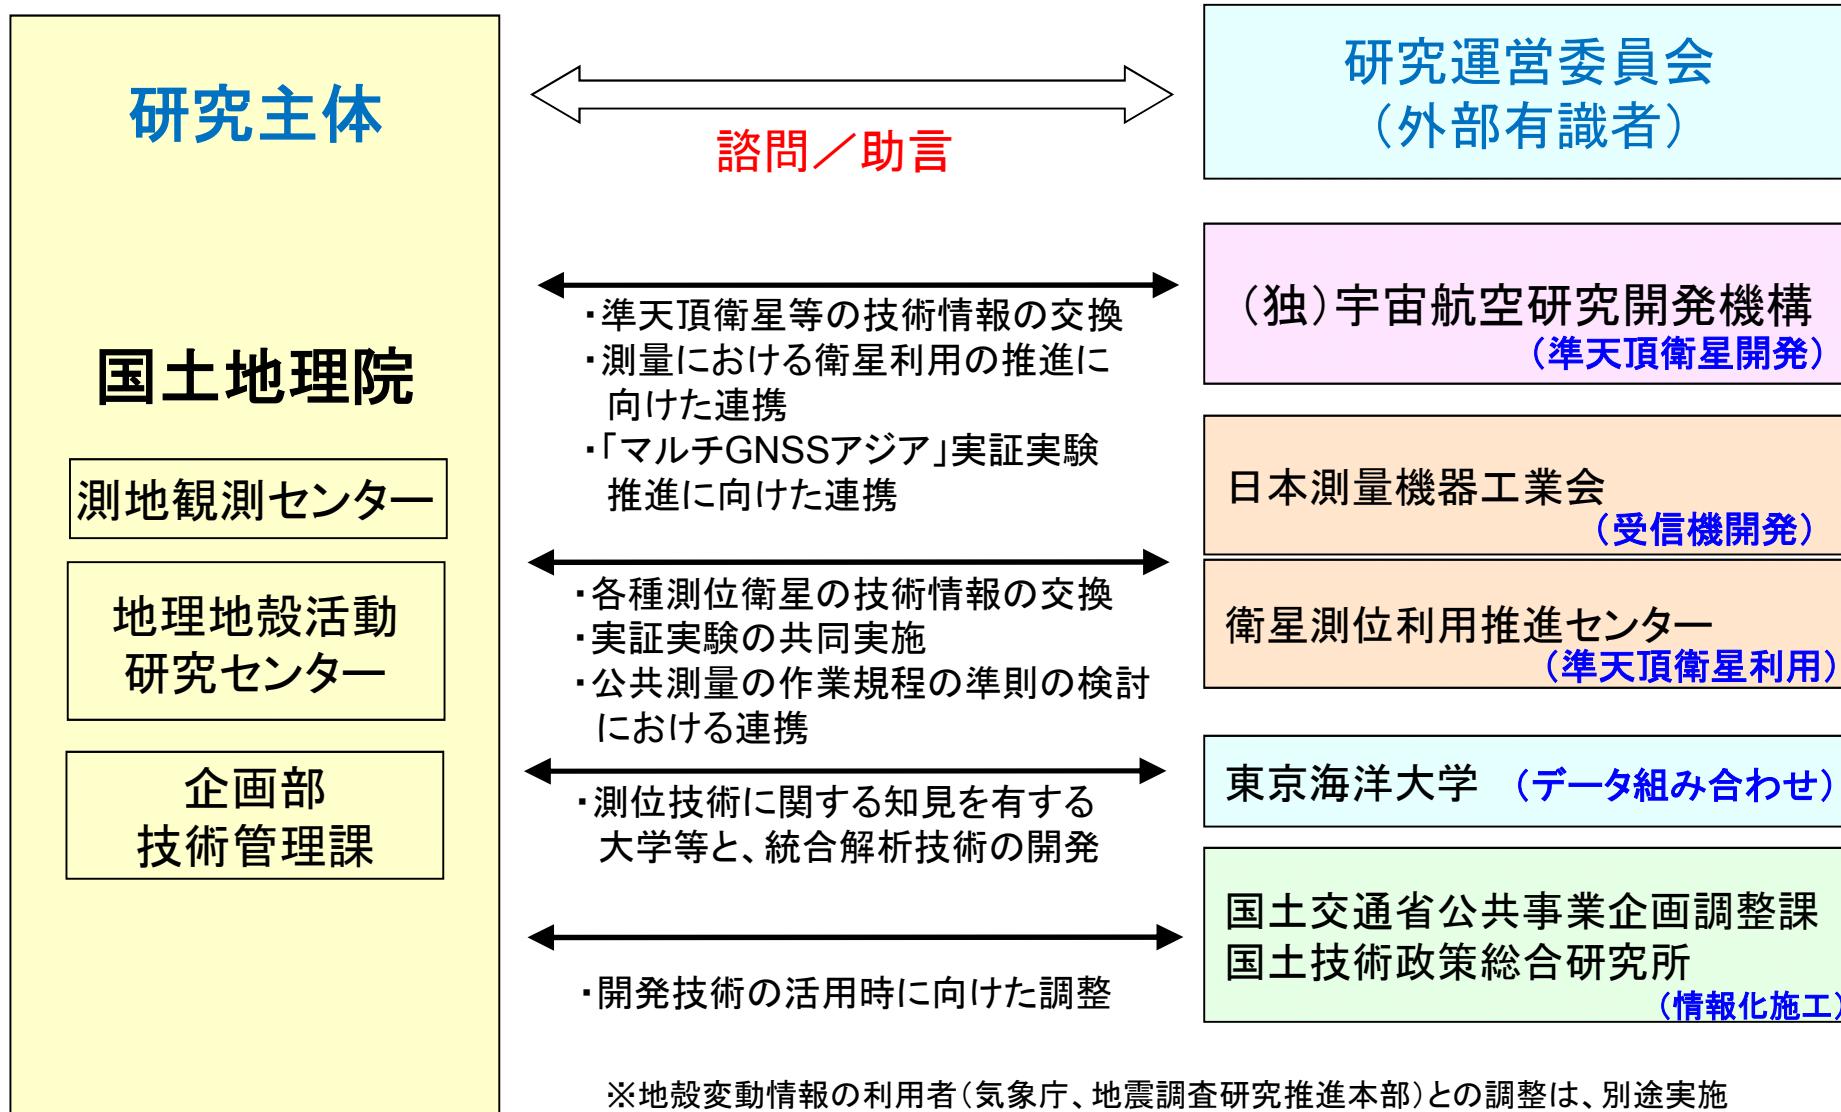 研究主体
国土地理院
測地観測センター
地理地殻活動
研究センター
企画部
技術管理課
諮問／助言
研究運営委員会
（外部有識者）
・準天頂衛星等の技術情報の交換
・測量における衛星利用の推進に
向けた連携
・「マルチGNSSアジア」実証実験
推進に向けた連携
（独）宇宙航空研究開発機構
（準天頂衛星開発）
日本測量機器工業会
（受信機開発）
・各種測位衛星の技術情報の交換
・実証実験の共同実施
・公共測量の作業規程の準則の検討
における連携
衛星測位利用推進センター
（準天頂衛星利用）
・測位技術に関する知見を有する
大学等と、統合解析技術の開発
東京海洋大学 （データ組み合わせ）
・開発技術の活用時に向けた調整
国土交通省公共事業企画調整課
国土技術政策総合研究所
（情報化施工）
※地殻変動情報の利用者（気象庁、地震調査研究推進本部）との調整は、別途実施